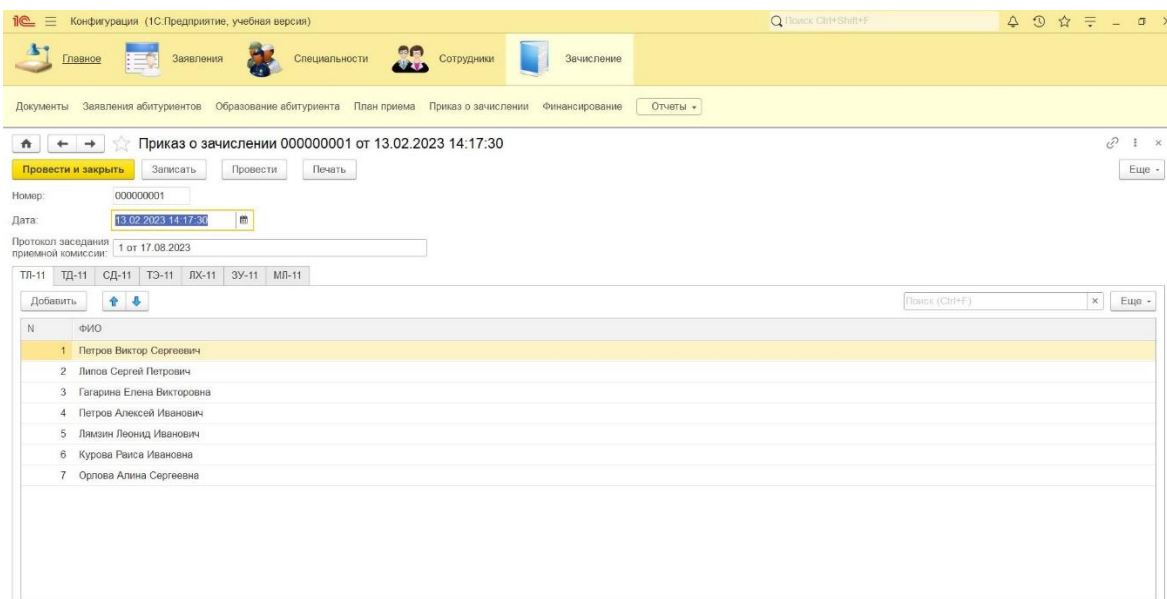 1С Конфигурация (1С:Предприятие, учебная версия) Поиск Ctrl+Shift+F
Главное Заявления Специальности Сотрудники Зачисление
Документы Заявления абитуриентов Образование абитуриента План приема Приказ о зачислении Финансирование Отчеты
Приказ о зачислении 000000001 от 13.02.2023 14:17:30
Провести и закрыть Записать Провести Печать Еще
Номер: 000000001
Дата: 13.02.2023 14:17:30
Протокол заседания
приемной комиссии: 1 от 17.08.2023
ТЛ-11 ТД-11 СД-11 ТЭ-11 ЛХ-11 ЗУ-11 МЛ-11
Добавить Поиск (Ctrl+F) × Еще
N ФИО
1 Петров Виктор Сергеевич
2 Липов Сергей Петрович
3 Гагарина Елена Викторовна
4 Петров Алексей Иванович
5 Лямзин Леонид Иванович
6 Курова Раиса Ивановна
7 Орлова Алина Сергеевна